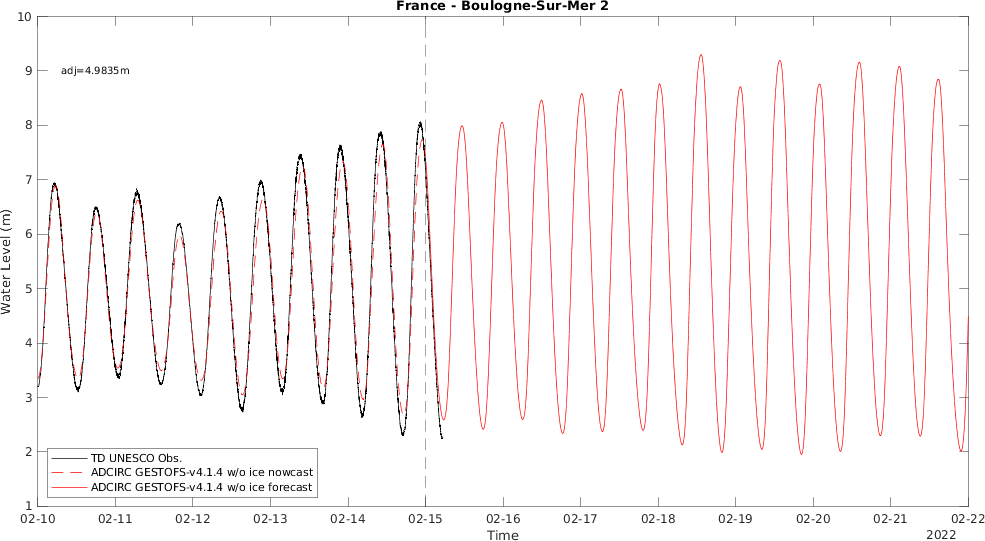 France - Boulogne-Sur-Mer 2
adj=4.9835m
Water Level (m)
10
9
8
7
6
5
4
3
2
1
TD UNESCO Obs.
ADCIRC GESTOFS-v4.1.4 w/o ice nowcast
ADCIRC GESTOFS-v4.1.4 w/o ice forecast
02-10 02-11 02-12 02-13 02-14 02-15 02-16 02-17 02-18 02-19 02-20 02-21 02-22
Time
2022